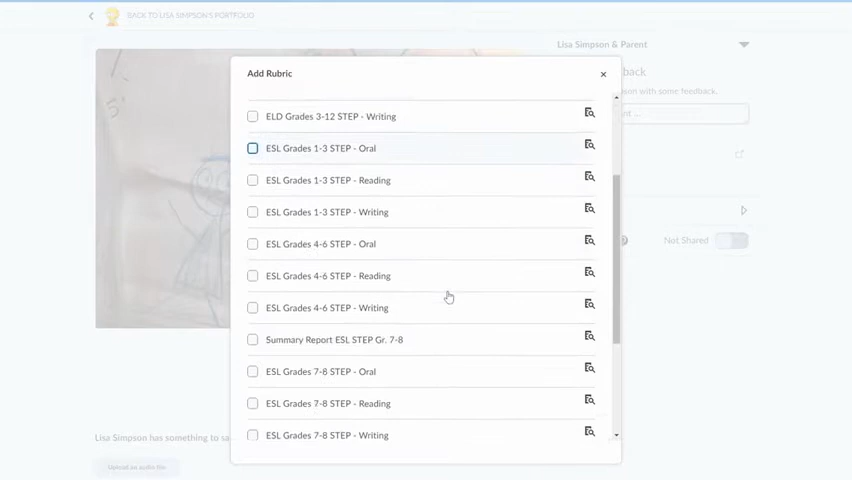 BACK TO LISA SIMPSON'S PORTFOLIO
Lisa Simpson & Parent
Add Rubric
ELD Grades 3-12 STEP - Writing
ESL Grades 1-3 STEP - Oral
ESL Grades 1-3 STEP - Reading
ESL Grades 1-3 STEP - Writing
ESL Grades 4-6 STEP - Oral
Not Shared
ESL Grades 4-6 STEP - Reading
ESL Grades 4-6 STEP - Writing
Summary Report ESL STEP Gr. 7-8
ESL Grades 7-8 STEP - Oral
ESL Grades 7-8 STEP - Reading
ESL Grades 7-8 STEP - Writing
Lisa Simpson has something to
Upload an audio file